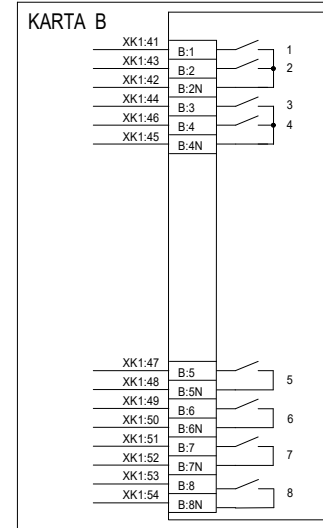 KARTA B
XK1:41 B:1 1
XK1:43 B:2 2
XK1:42 B:2N
XK1:44 B:3 3
XK1:46 B:4 4
XK1:45 B:4N
XK1:47 B:5
XK1:48 B:5N 5
XK1:49 B:6
XK1:50 B:6N 6
XK1:51 B:7
XK1:52 B:7N 7
XK1:53 B:8
XK1:54 B:8N 8